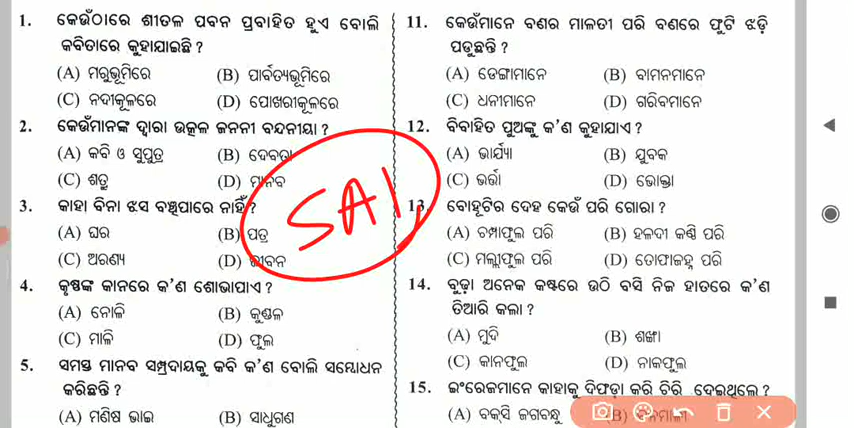 1. କେଉଁଠାରେ ଶୀତଳ ପବନ ପ୍ରବାହିତ ହୁଏ ବୋଲି
କବିତାରେ କୁହାଯାଇଛି ?
(A) ମରୁଭୂମିରେ (B) ପାର୍ବତ୍ୟଭୂମିରେ
(C) ନଦୀକୂଳରେ (D) ପୋଖରୀକୂଳରେ
2. କେଉଁମାନଙ୍କ ଦ୍ୱାରା ଉତ୍କଳ ଜନନୀ ବନ୍ଦନୀୟା ?
(A) କବି ଓ ସୁପୁତ୍ର (B) ଦେବତା
(C) ଶତ୍ରୁ (D) ମାନବ
3. କାହା ବିନା ଝସ ବଞ୍ଚିପାରେ ନାହିଁ ?
(A) ଘର (B) ପତ୍ର
(C) ଅରଣ୍ୟ (D) ଜୀବନ
4. କୃଷ୍ଣଙ୍କ କାନରେ କ'ଣ ଶୋଭାପାଏ ?
(A) ନୋଳି (B) କୁଣ୍ଡଳ
(C) ମାଳି (D) ଫୁଲ
5. ସମସ୍ତ ମାନବ ସମ୍ପ୍ରଦାୟକୁ କବି କ'ଣ ବୋଲି ସମ୍ବୋଧନ
କରିଛନ୍ତି ?
(A) ମଣିଷ ଭାଇ (B) ସାଧୁଗଣ
11. କେଉଁମାନେ ବଣର ମାଳତୀ ପରି ବଣରେ ଫୁଟି ଝଡ଼ି
ପଡୁଛନ୍ତି ?
(A) ଡେଙ୍ଗାମାନେ (B) ବାମନମାନେ
(C) ଧନୀମାନେ (D) ଗରିବମାନେ
12. ବିବାହିତ ପୁଅଙ୍କୁ କ'ଣ କୁହାଯାଏ ?
(A) ଭାର୍ଯ୍ୟା (B) ଯୁବକ
(C) ଭର୍ତ୍ତା (D) ଭୋକ୍ତା
13. ବୋହୂଟିର ଦେହ କେଉଁ ପରି ଗୋରା ?
(A) ଚମ୍ପାଫୁଲ ପରି (B) ହଳଦୀ କଣ୍ଢି ପରି
(C) ମଲ୍ଲୀଫୁଲ ପରି (D) ତୋଫାଜହ୍ନ ପରି
14. ବୁଢ଼ା ଅନେକ କଷ୍ଟରେ ଉଠି ବସି ନିଜ ହାତରେ କ'ଣ
ତିଆରି କଲା ?
(A) ମୁଦି (B) ଶଙ୍ଖା
(C) କାନଫୁଲ (D) ନାକଫୁଲ
15. ଇଂରେଜମାନେ କାହାକୁ ଦିଫଡ଼ା କରି ଚିରି ଦେଇଥିଲେ ?
(A) ବକ୍ସି ଜଗବନ୍ଧୁ (B)
SAI